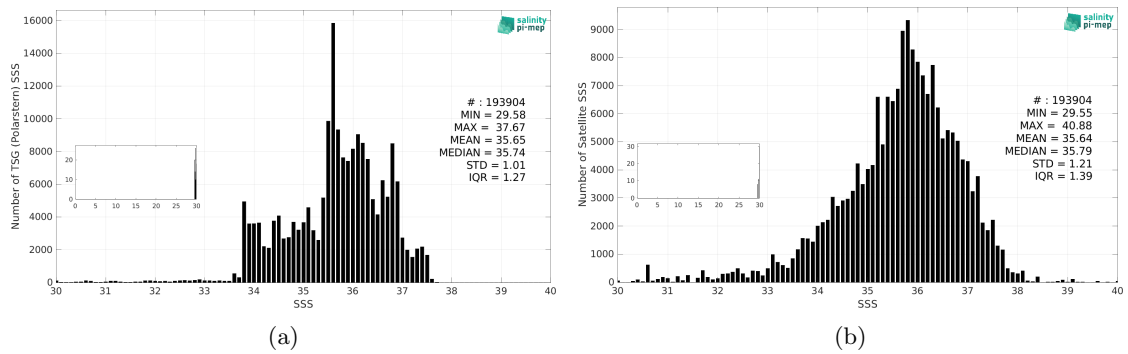 salinity
pi-mep
Number of TSG (Polarstern) SSS
16000
14000
12000
10000
8000
6000
4000
2000
0
# : 193904
MIN = 29.58
MAX = 37.67
MEAN = 35.65
MEDIAN = 35.74
STD = 1.01
IQR = 1.27
20
10
0
0 5 10 15 20 25 30
30 31 32 33 34 35 36 37 38 39 40
SSS
(a)
salinity
pi-mep
Number of Satellite SSS
9000
8000
7000
6000
5000
4000
3000
2000
1000
0
# : 193904
MIN = 29.55
MAX = 40.88
MEAN = 35.64
MEDIAN = 35.79
STD = 1.21
IQR = 1.39
30
20
10
0
0 5 10 15 20 25 30
30 31 32 33 34 35 36 37 38 39 40
SSS
(b)